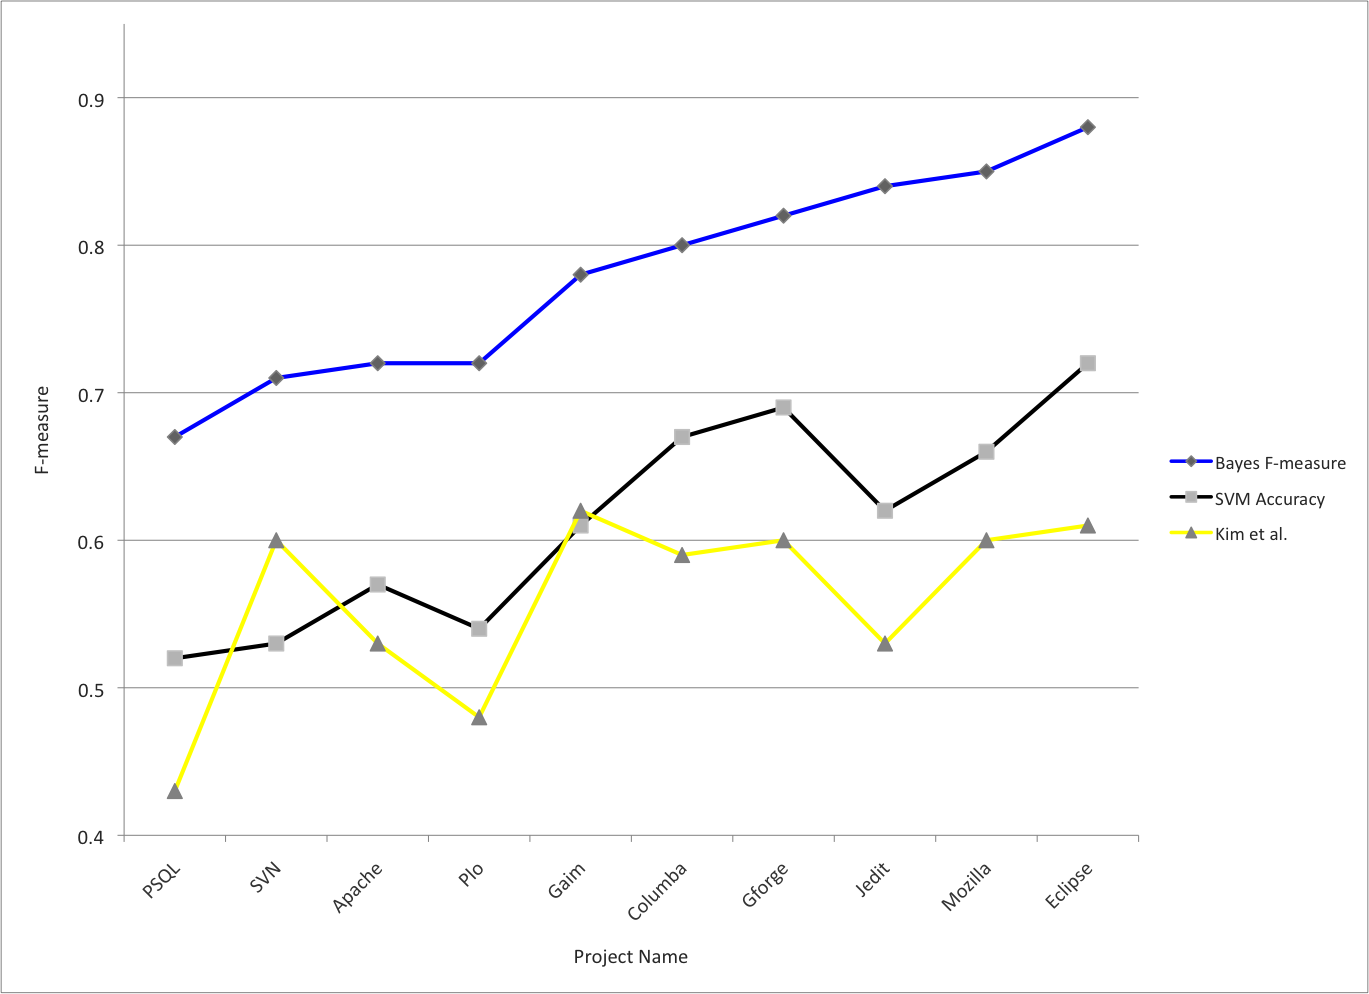 0.9
0.8
0.7
0.6
0.5
0.4
F-measure
PSQL
SVN
Apache
Plo
Gaim
Columba
Gforge
Jedit
Mozilla
Eclipse
Project Name
Bayes F-measure
SVM Accuracy
Kim et al.